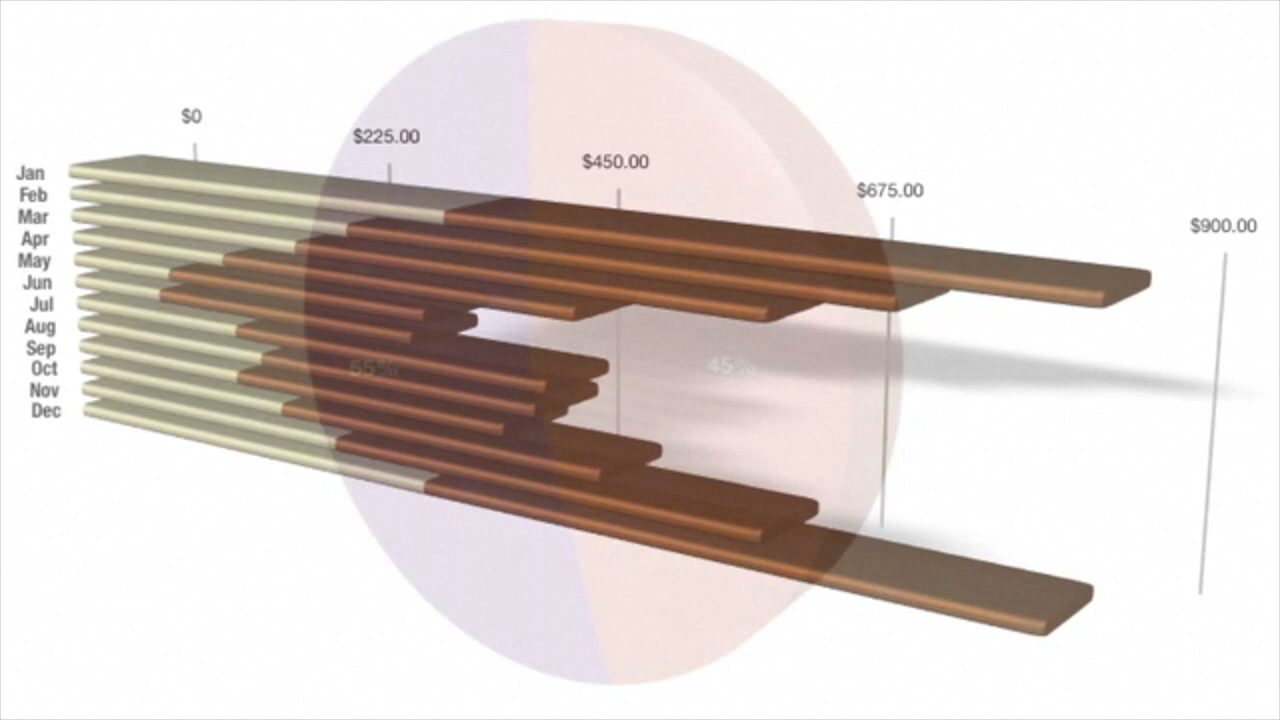 $0
$225.00
$450.00
$675.00
$900.00
Jan
Feb
Mar
Apr
May
Jun
Jul
Aug
Sep
Oct
Nov
Dec
55%
45%